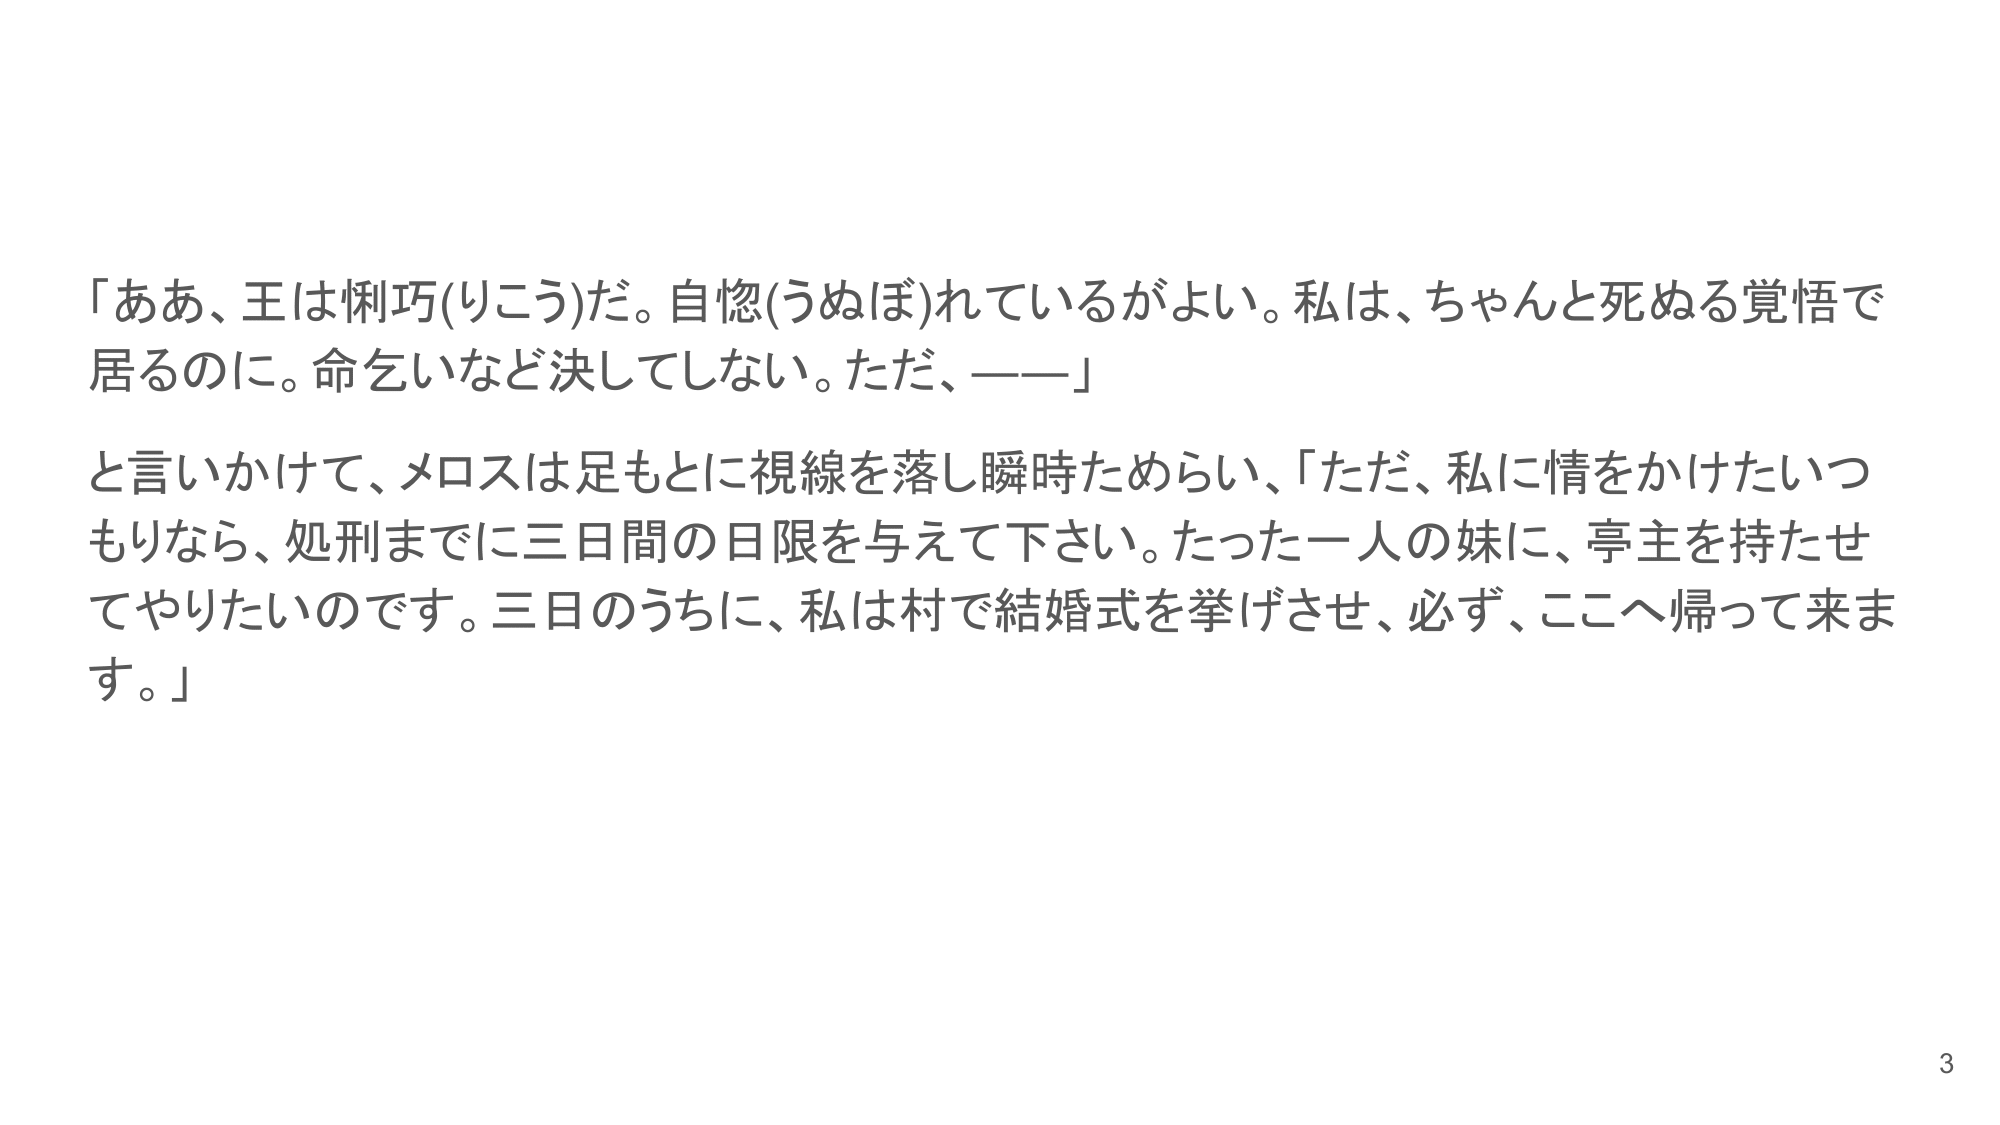 「ああ、王は悧巧(りこう)だ。自惚(うぬぼ)れているがよい。私は、ちゃんと死ぬる覚悟で
居るのに。命乞いなど決してしない。ただ、――」
と言いかけて、メロスは足もとに視線を落し瞬時ためらい、「ただ、私に情をかけたいつ
もりなら、処刑までに三日間の日限を与えて下さい。たった一人の妹に、亭主を持たせ
てやりたいのです。三日のうちに、私は村で結婚式を挙げさせ、必ず、ここへ帰って来ま
す。」
3